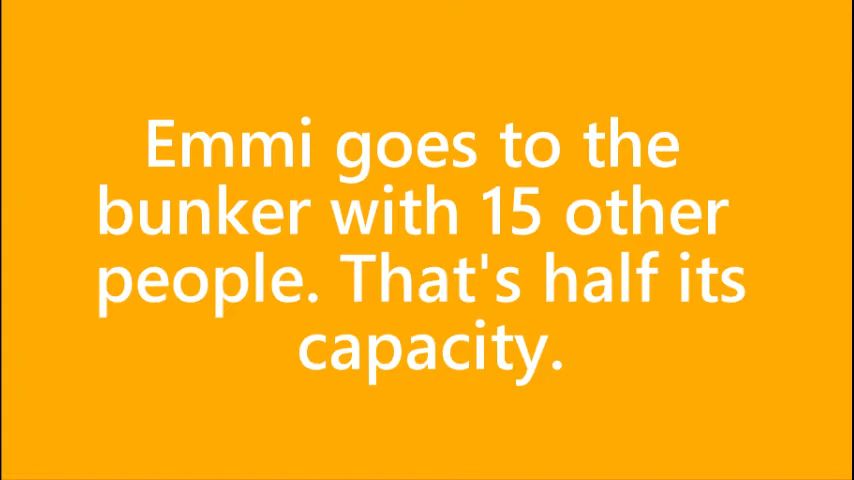 Emmi goes to the
bunker with 15 other
people. That's half its
capacity.